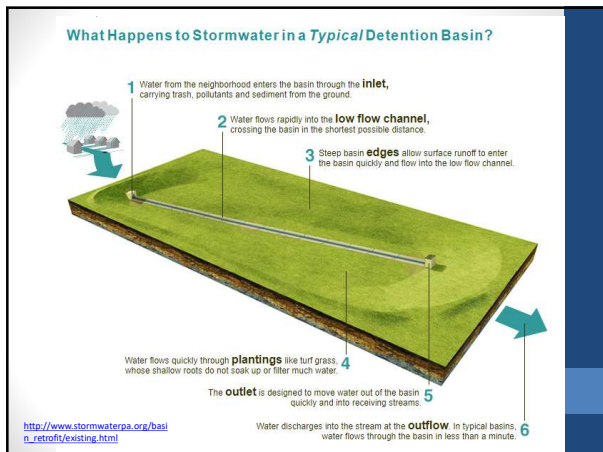 What Happens to Stormwater in a Typical Detention Basin?
1 Water from the neighborhood enters the basin through the inlet,
carrying trash, pollutants and sediment from the ground.
2 Water flows rapidly into the low flow channel,
crossing the basin in the shortest possible distance.
3 Steep basin edges allow surface runoff to enter
the basin quickly and flow into the low flow channel.
Water flows quickly through plantings like turf grass, 4
whose shallow roots do not soak up or filter much water.
The outlet is designed to move water out of the basin 5
quickly and into receiving streams.
Water discharges into the stream at the outflow. In typical basins, 6
water flows through the basin in less than a minute.
http://www.stormwaterpa.org/basi
n_retrofit/existing.html